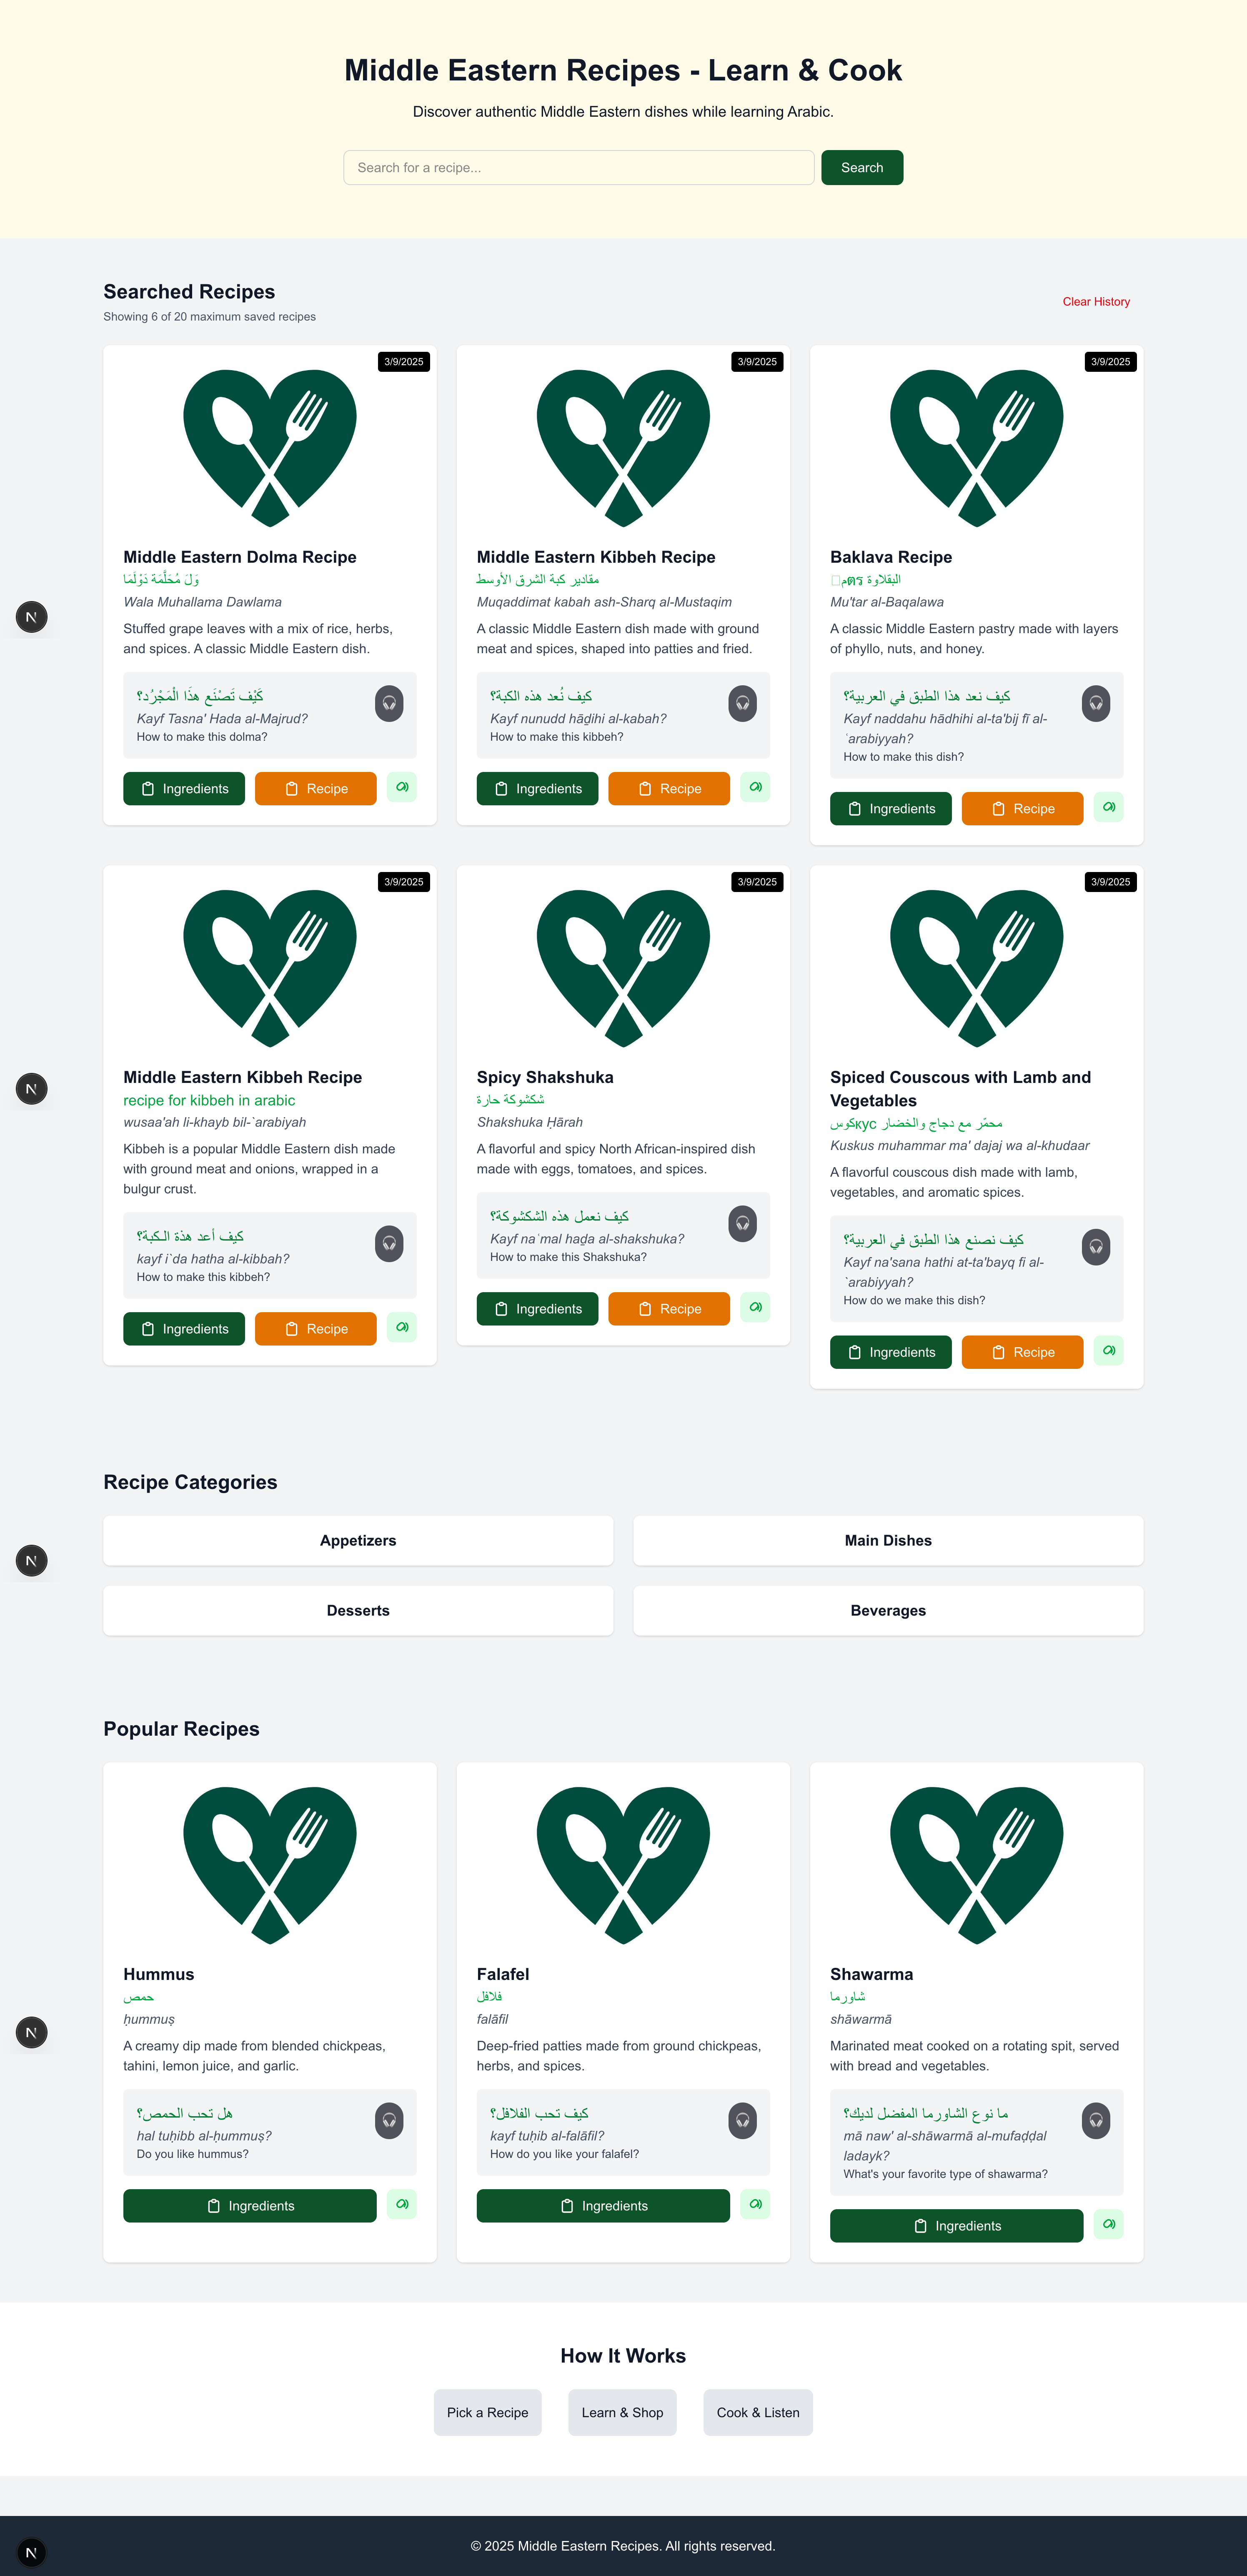 Middle Eastern Recipes - Learn & Cook
Discover authentic Middle Eastern dishes while learning Arabic.
Search for a recipe...
Search
Searched Recipes
Showing 6 of 20 maximum saved recipes
Clear History
3/9/2025
Middle Eastern Dolma Recipe
وَلَ مُحَلَّمَة دَوْلَمَا
Wala Muhallama Dawlama
Stuffed grape leaves with a mix of rice, herbs,
and spices. A classic Middle Eastern dish.
كَيْف تَصْنَع هذَا الْمَجْرُد؟
Kayf Tasna' Hada al-Majrud?
How to make this dolma?
Ingredients
Recipe
3/9/2025
Middle Eastern Kibbeh Recipe
مقادير كبة الشرق الأوسط
Muqaddimat kabah ash-Sharq al-Mustaqim
A classic Middle Eastern dish made with ground
meat and spices, shaped into patties and fried.
كيف نُعد هذه الكبة؟
Kayf nunudd hāḏihi al-kabah?
How to make this kibbeh?
Ingredients
Recipe
3/9/2025
Baklava Recipe
البقلاوة
Mu'tar al-Baqalawa
A classic Middle Eastern pastry made with layers
of phyllo, nuts, and honey.
كيف نعد هذا الطبق في العربية؟
Kayf naddahu hādhihi al-ta'bij fī al-
`arabiyyah?
How to make this dish?
Ingredients
Recipe
3/9/2025
Middle Eastern Kibbeh Recipe
recipe for kibbeh in arabic
wusaa'ah li-khayb bil-`arabiyah
Kibbeh is a popular Middle Eastern dish made
with ground meat and onions, wrapped in a
bulgur crust.
كيف أعد هذة الكبة؟
kayf i`da hatha al-kibbah?
How to make this kibbeh?
Ingredients
Recipe
3/9/2025
Spicy Shakshuka
شكشوكة حارة
Shakshuka Ḥārah
A flavorful and spicy North African-inspired dish
made with eggs, tomatoes, and spices.
كيف نعمل هذه الشكشوكة؟
Kayf naʿmal haḏa al-shakshuka?
How to make this Shakshuka?
Ingredients
Recipe
3/9/2025
Spiced Couscous with Lamb and
Vegetables
كوسкус محمّر مع دجاج والخضار
Kuskus muhammar ma' dajaj wa al-khudaar
A flavorful couscous dish made with lamb,
vegetables, and aromatic spices.
كيف نصنع هذا الطبق في العربية؟
Kayf na'sana hathi at-ta'bayq fi al-
`arabiyyah?
How do we make this dish?
Ingredients
Recipe
Recipe Categories
Appetizers
Main Dishes
Desserts
Beverages
Popular Recipes
Hummus
حمص
ḥummuṣ
A creamy dip made from blended chickpeas,
tahini, lemon juice, and garlic.
هل تحب الحمص؟
hal tuḥibb al-ḥummuṣ?
Do you like hummus?
Ingredients
Falafel
فلافل
falāfil
Deep-fried patties made from ground chickpeas,
herbs, and spices.
كيف تحب الفلافل؟
kayf tuḥib al-falāfil?
How do you like your falafel?
Ingredients
Shawarma
شاورما
shāwarmā
Marinated meat cooked on a rotating spit, served
with bread and vegetables.
ما نوع الشاورما المفضل لديك؟
mā naw' al-shāwarmā al-mufaḍḍal
ladayk?
What's your favorite type of shawarma?
Ingredients
How It Works
Pick a Recipe
Learn & Shop
Cook & Listen
© 2025 Middle Eastern Recipes. All rights reserved.
N
N
N
N
N